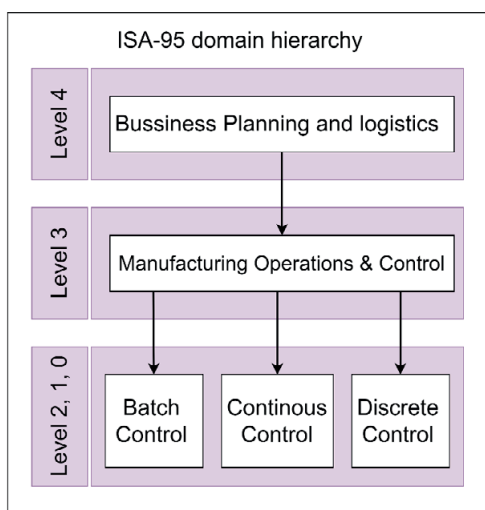 ISA-95 domain hierarchy
Level 4
Bussiness Planning and logistics
Level 3
Manufacturing Operations & Control
Level 2, 1, 0
Batch
Control
Continous
Control
Discrete
Control